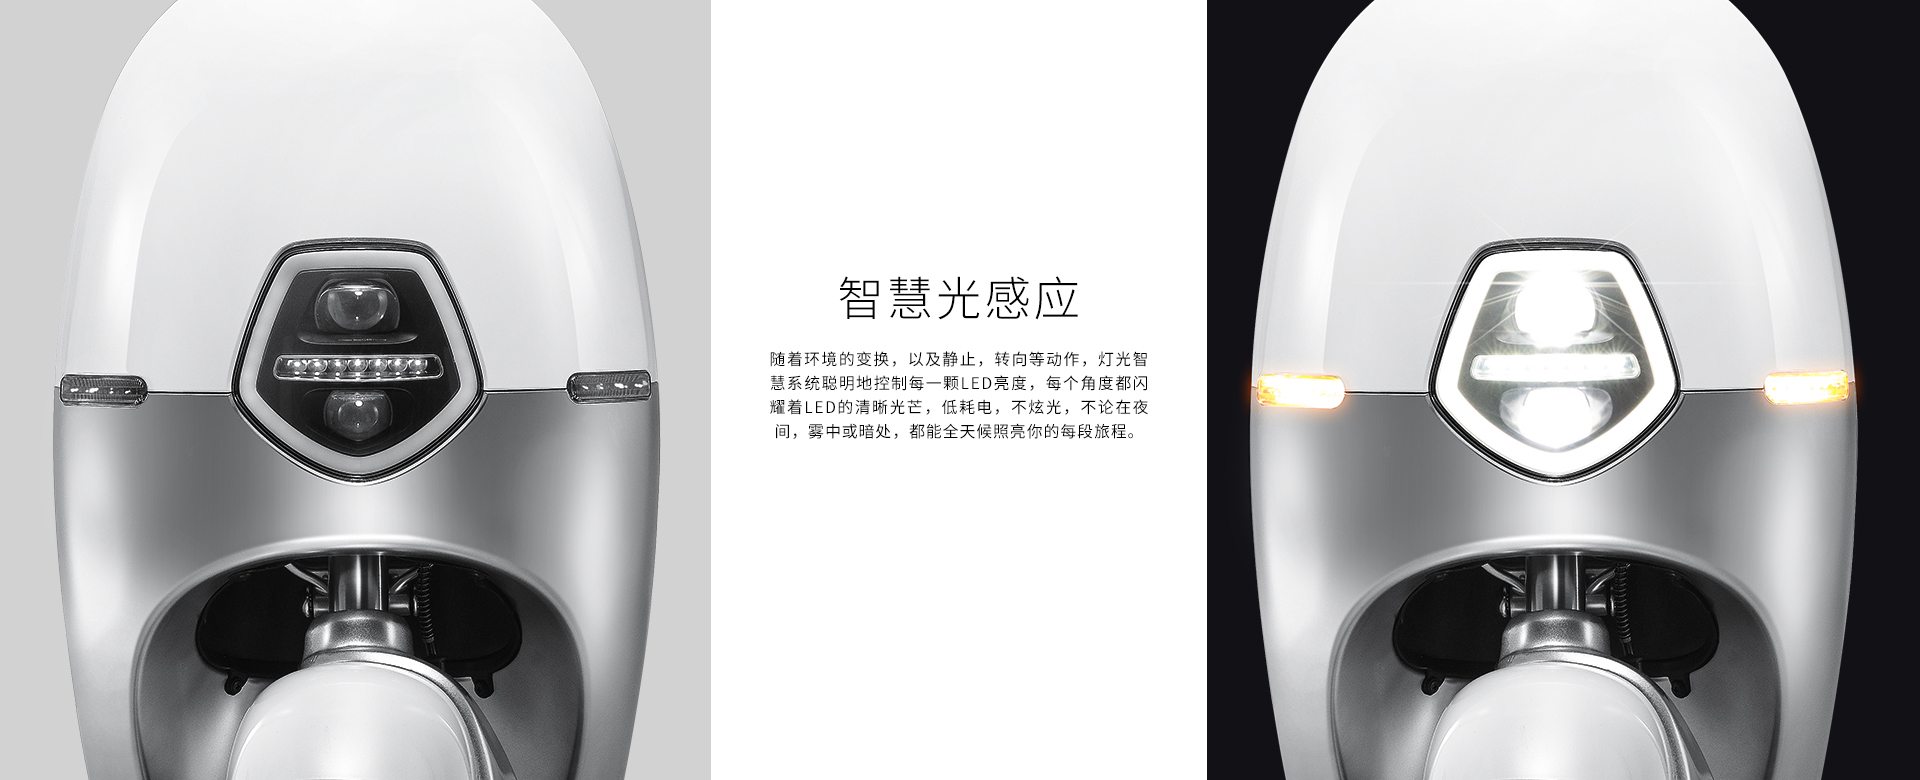 智慧光感应
随着环境的变换，以及静止，转向等动作，灯光智
慧系统聪明地控制每一颗LED亮度，每个角度都闪
耀着LED的清晰光芒，低耗电，不炫光，不论在夜
间，雾中或暗处，都能全天候照亮你的每段旅程。